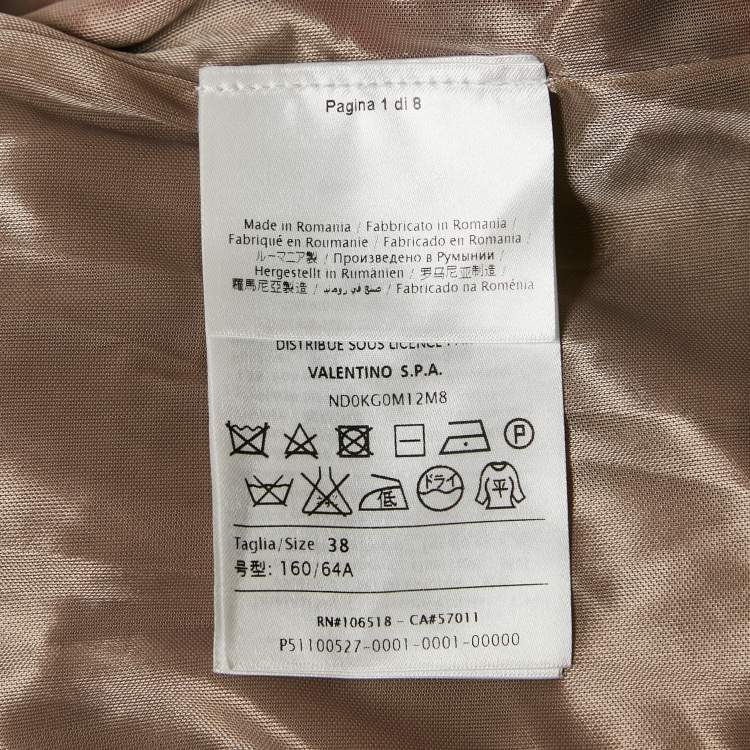 Pagina 1 di 8
Made in Romania / Fabbricato in Romania /
Fabriqué en Roumanie / Fabricado en Romania /
ルーマニア製 / Произведено в Румынии /
Hergestellt in Rumänien / 罗马尼亚制造 /
羅馬尼亞製造 / صنع في / Fabricado na Roménia
DISTRIBUE SOUS LICENCE
VALENTINO S.P.A.
ND0KG0M12M8
P
低 ドライ 平
Taglia/Size 38
号型: 160/64A
RN#106518 - CA#57011
P51100527-0001-0001-00000